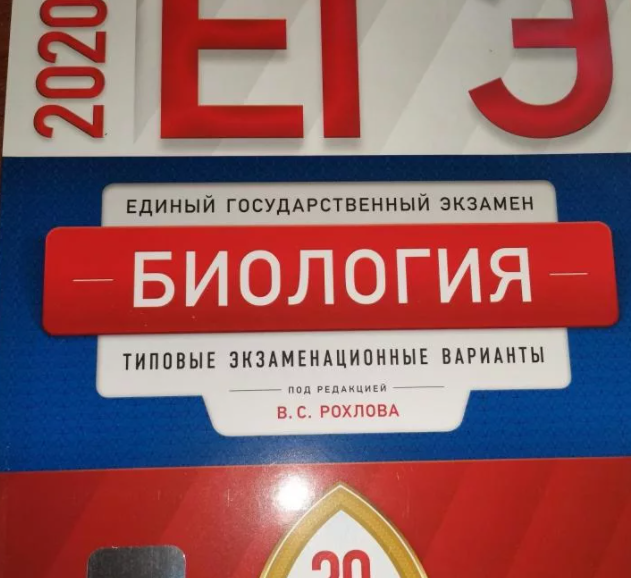 2020
ЕГЭ
ЕДИНЫЙ ГОСУДАРСТВЕННЫЙ ЭКЗАМЕН
БИОЛОГИЯ
ТИПОВЫЕ ЭКЗАМЕНАЦИОННЫЕ ВАРИАНТЫ
ПОД РЕДАКЦИЕЙ
В. С. РОХЛОВА